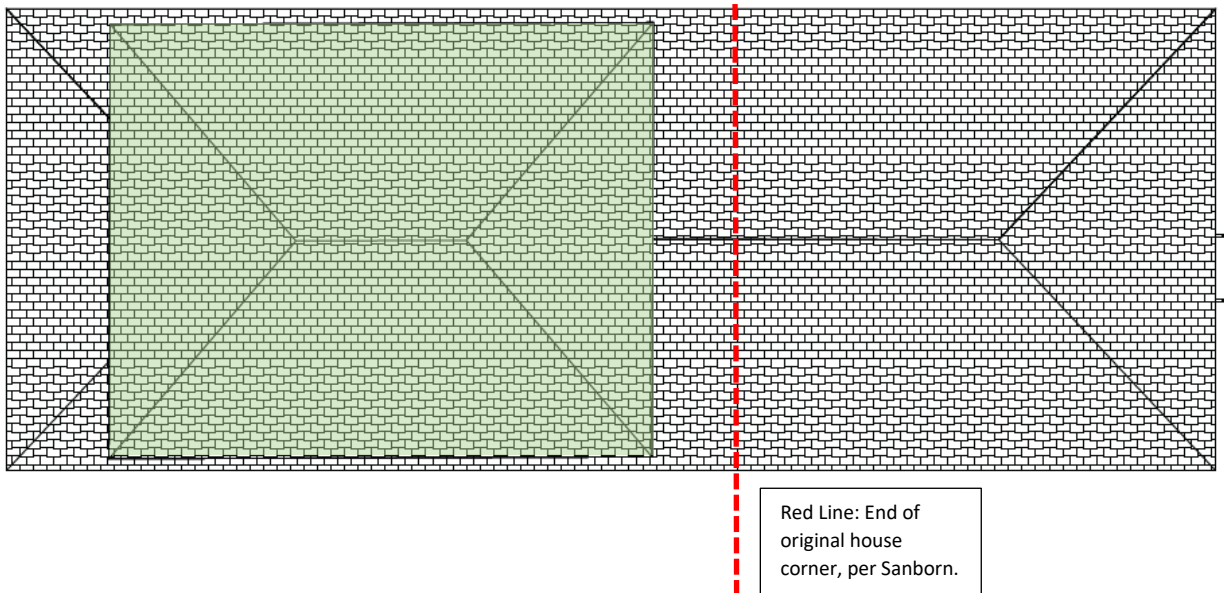 Red Line: End of
original house
corner, per Sanborn.